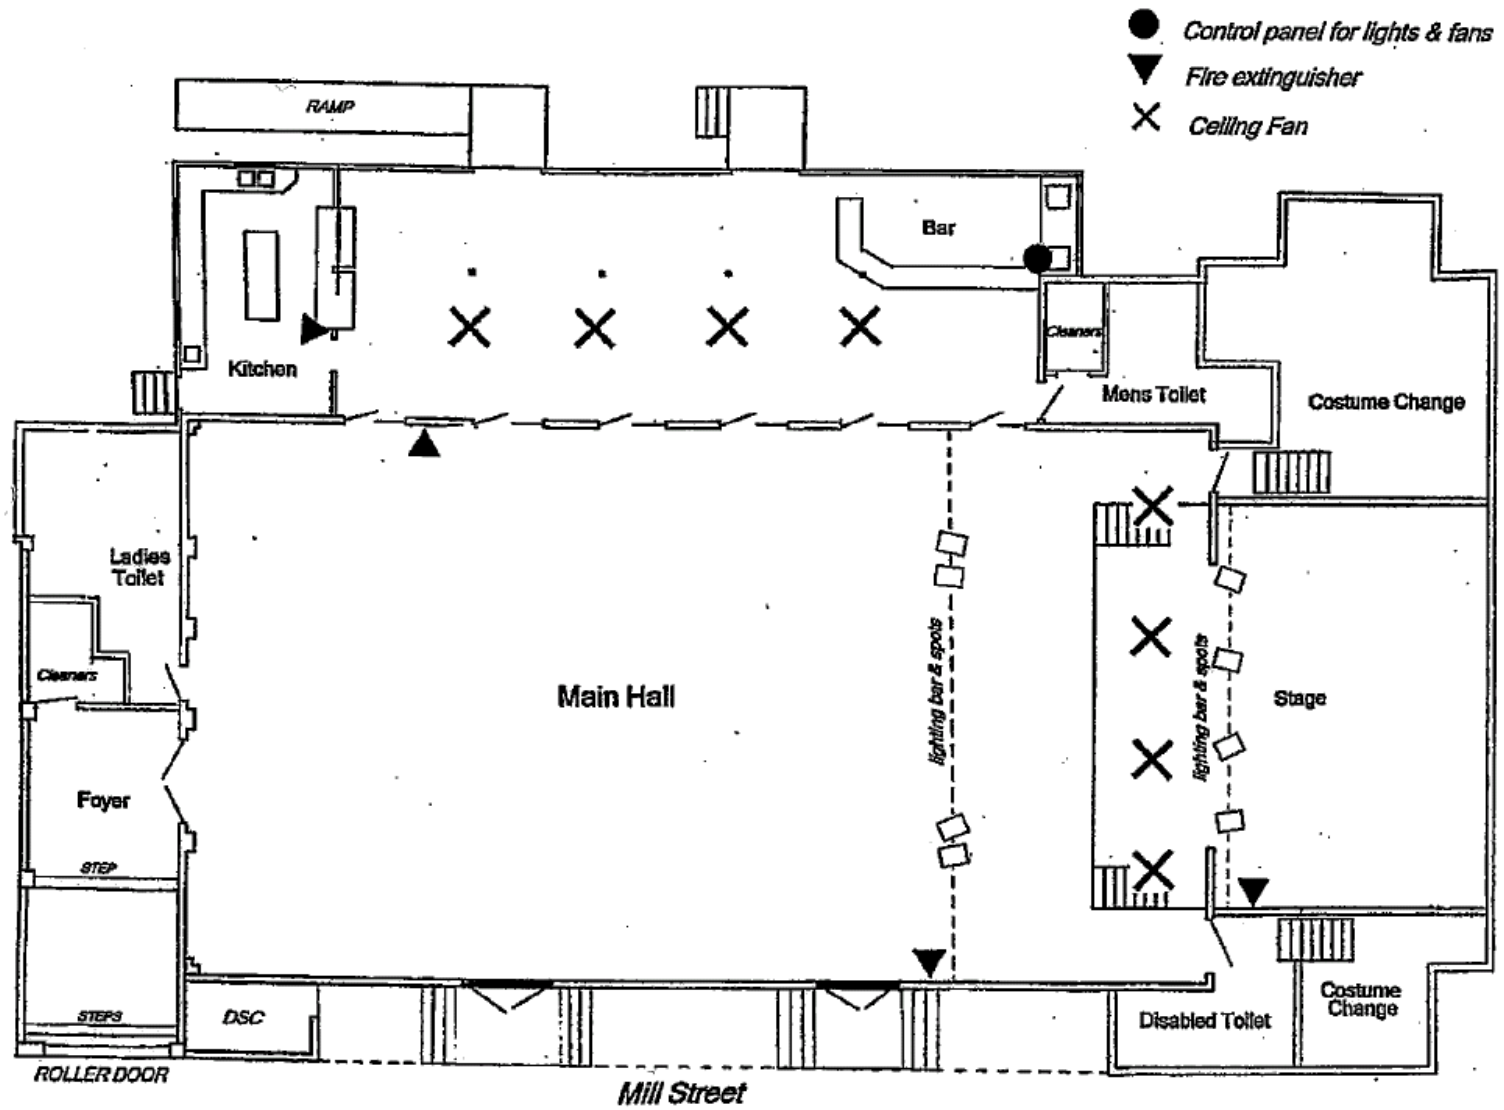 Control panel for lights & fans
Fire extinguisher
Ceiling Fan
RAMP
Bar
Cleaners
Kitchen
Mens Toilet
Costume Change
Ladies
Toilet
lighting bar & spots
lighting bar & spots
Cleaners
Main Hall
Stage
Foyer
STEP
STEPS
DSC
Disabled Toilet
Costume
Change
ROLLER DOOR
Mill Street